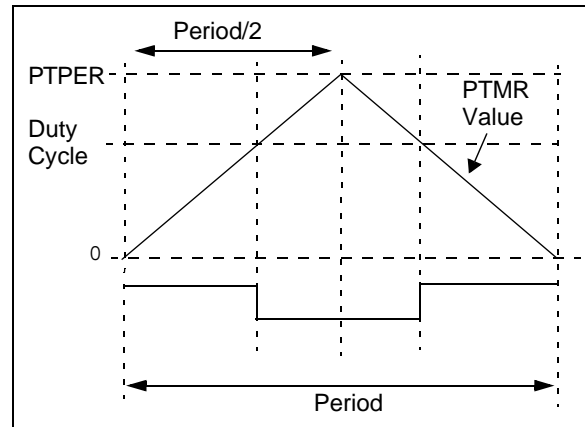 Period/2
PTPER
PTMR
Value
Duty
Cycle
0
Period